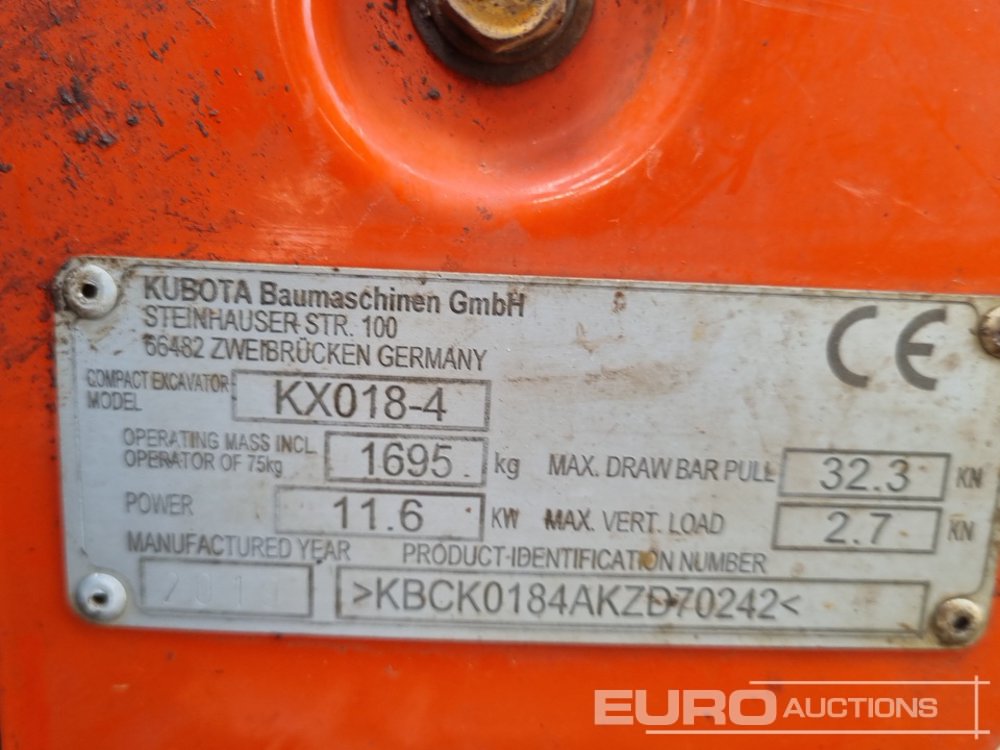 KUBOTA Baumaschinen GmbH
STEINHAUSER STR. 100
66482 ZWEIBRÜCKEN GERMANY
CE
COMPACT EXCAVATOR
MODEL
KX018-4
OPERATING MASS INCL.
OPERATOR OF 75kg
1695 kg
MAX. DRAW BAR PULL 32.3 KN
POWER 11.6 KW
MAX. VERT. LOAD 2.7 KN
MANUFACTURED YEAR
PRODUCT-IDENTIFICATION NUMBER
>KBCK0184AKZD70242<
EURO AUCTIONS